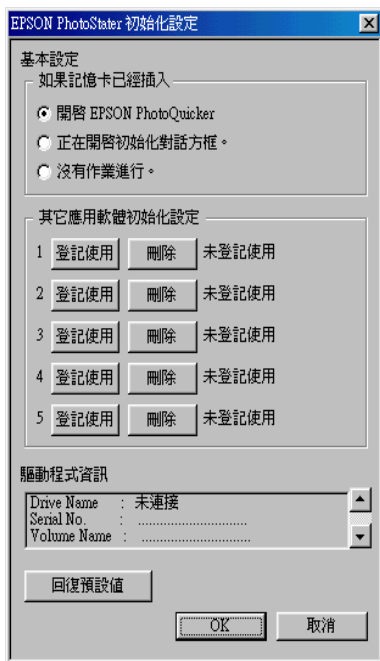 EPSON PhotoStater 初始化設定
基本設定
如果記憶卡已經插入
開啓 EPSON PhotoQuicker
正在開啓初始化對話方框。
沒有作業進行。
其它應用軟體初始化設定
1 登記使用 刪除 未登記使用
2 登記使用 刪除 未登記使用
3 登記使用 刪除 未登記使用
4 登記使用 刪除 未登記使用
5 登記使用 刪除 未登記使用
驅動程式資訊
Drive Name : 未連接
Serial No. : ..............................
Volume Name : ..............................
回復預設値
OK 取消